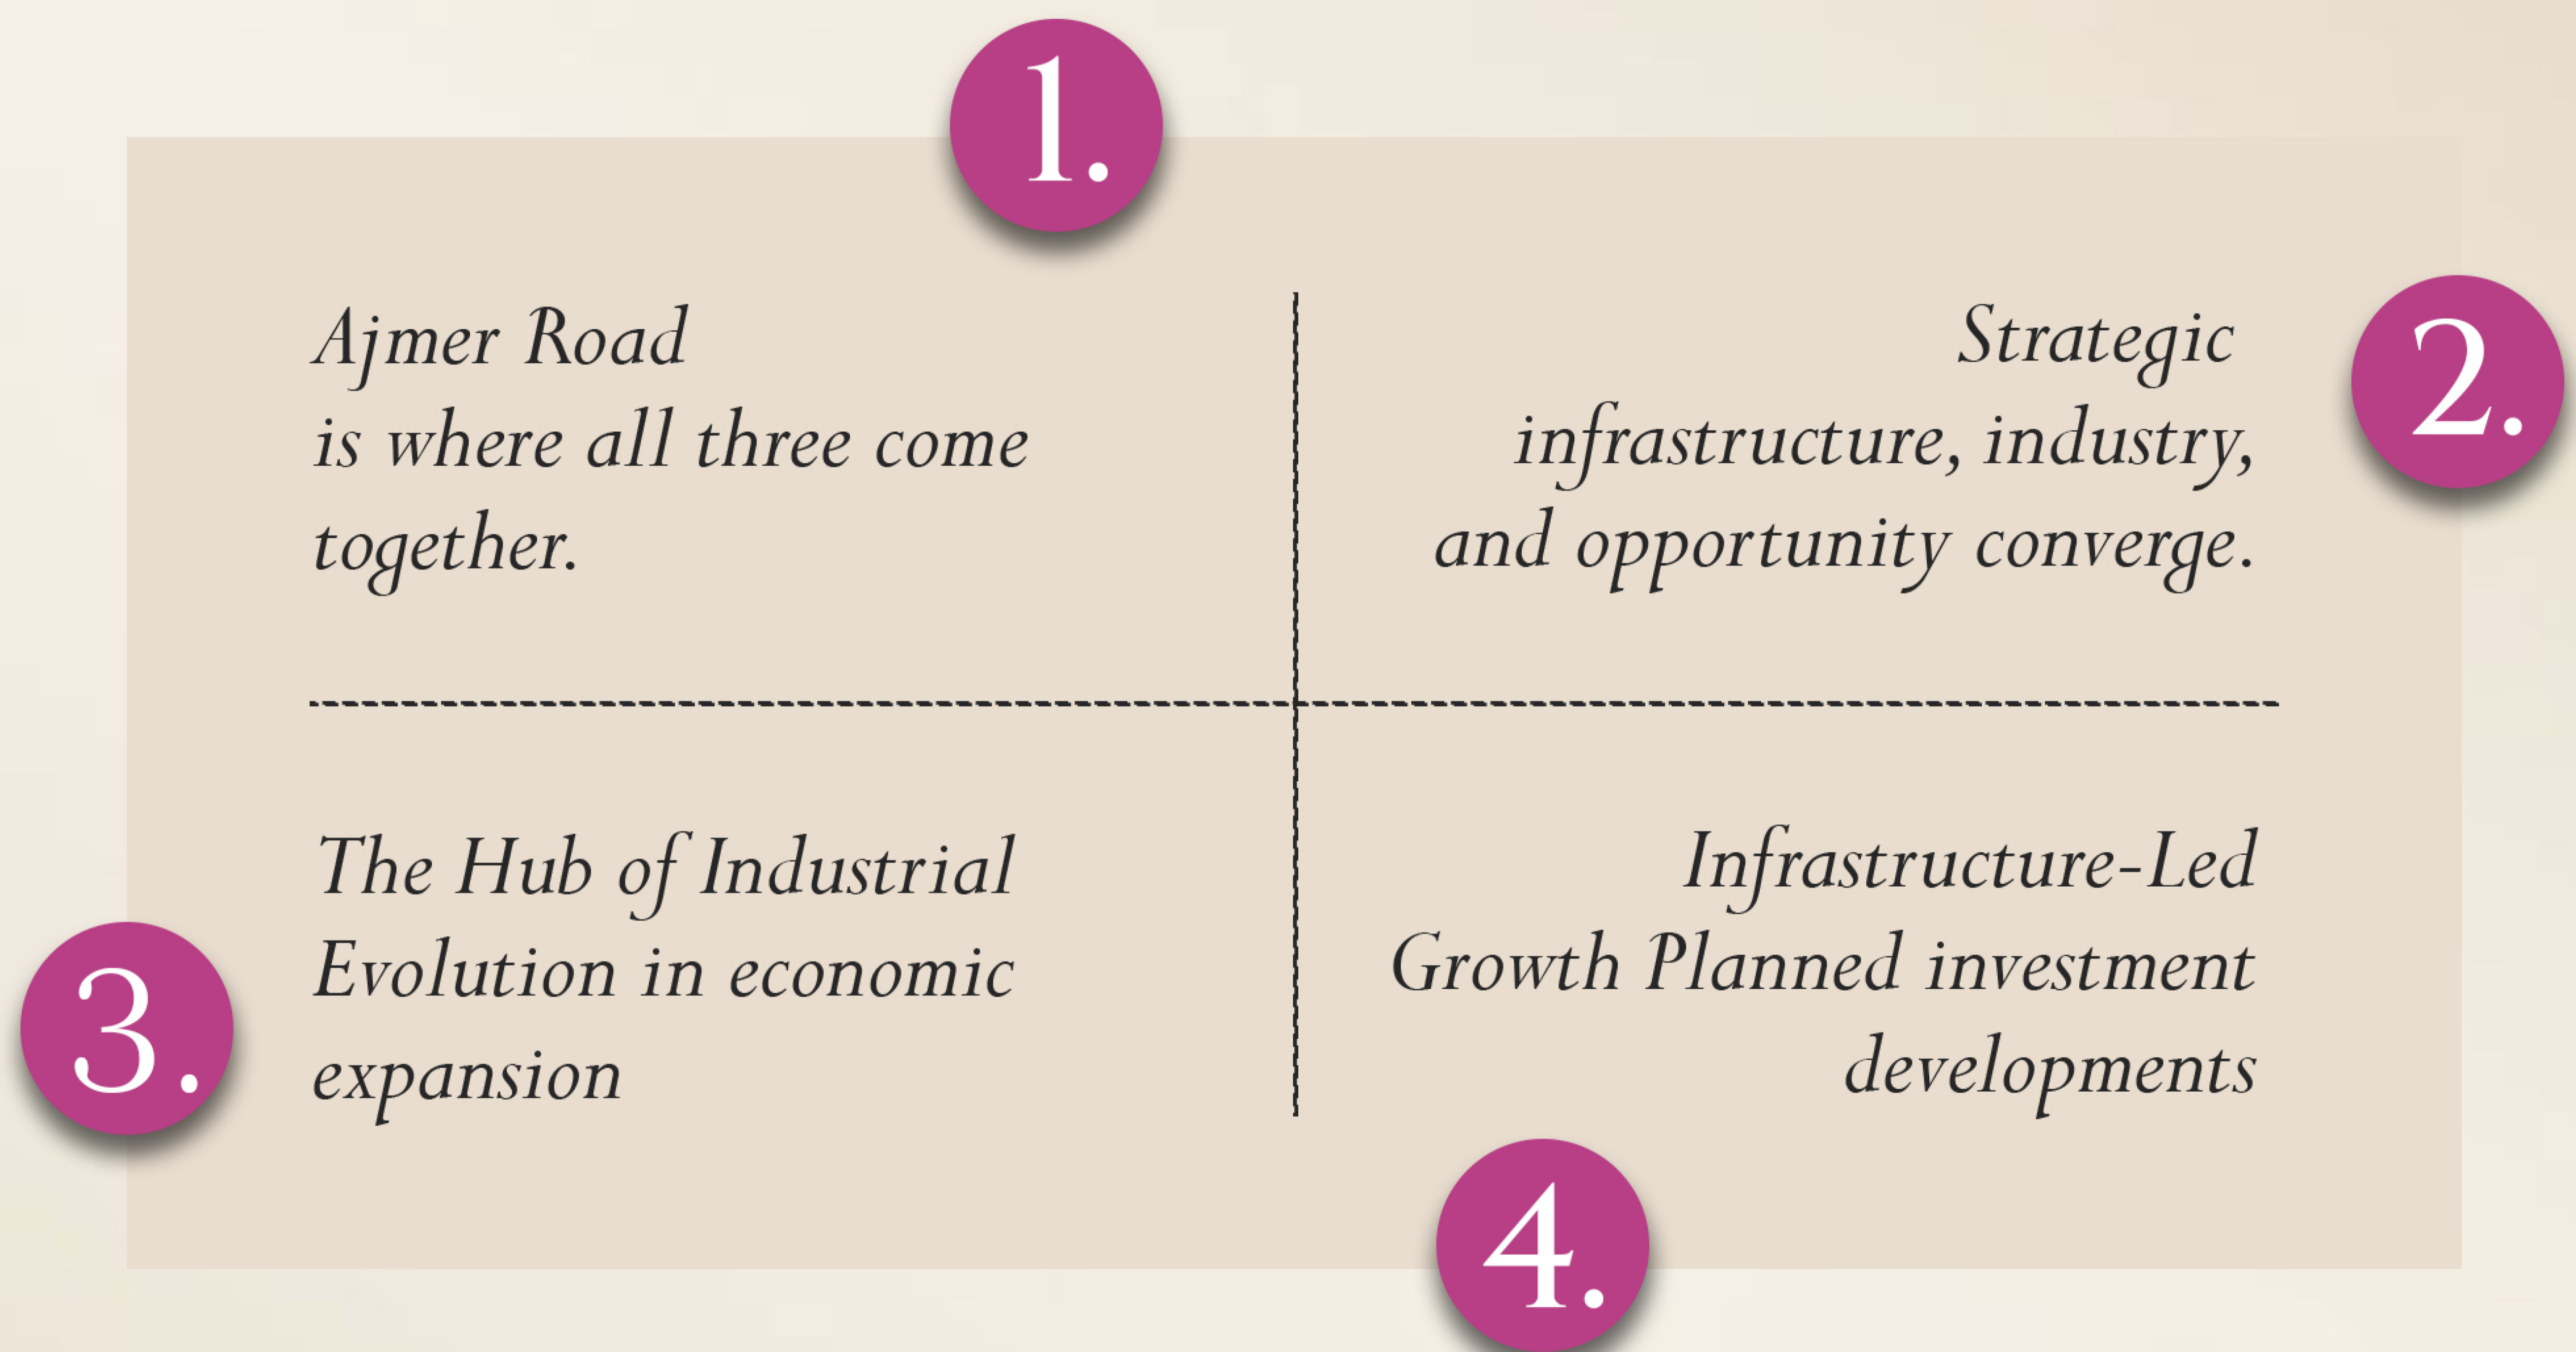 1.
Ajmer Road
is where all three come
together.
2.
Strategic
infrastructure, industry,
and opportunity converge.
3.
The Hub of Industrial
Evolution in economic
expansion
4.
Infrastructure-Led
Growth Planned investment
developments